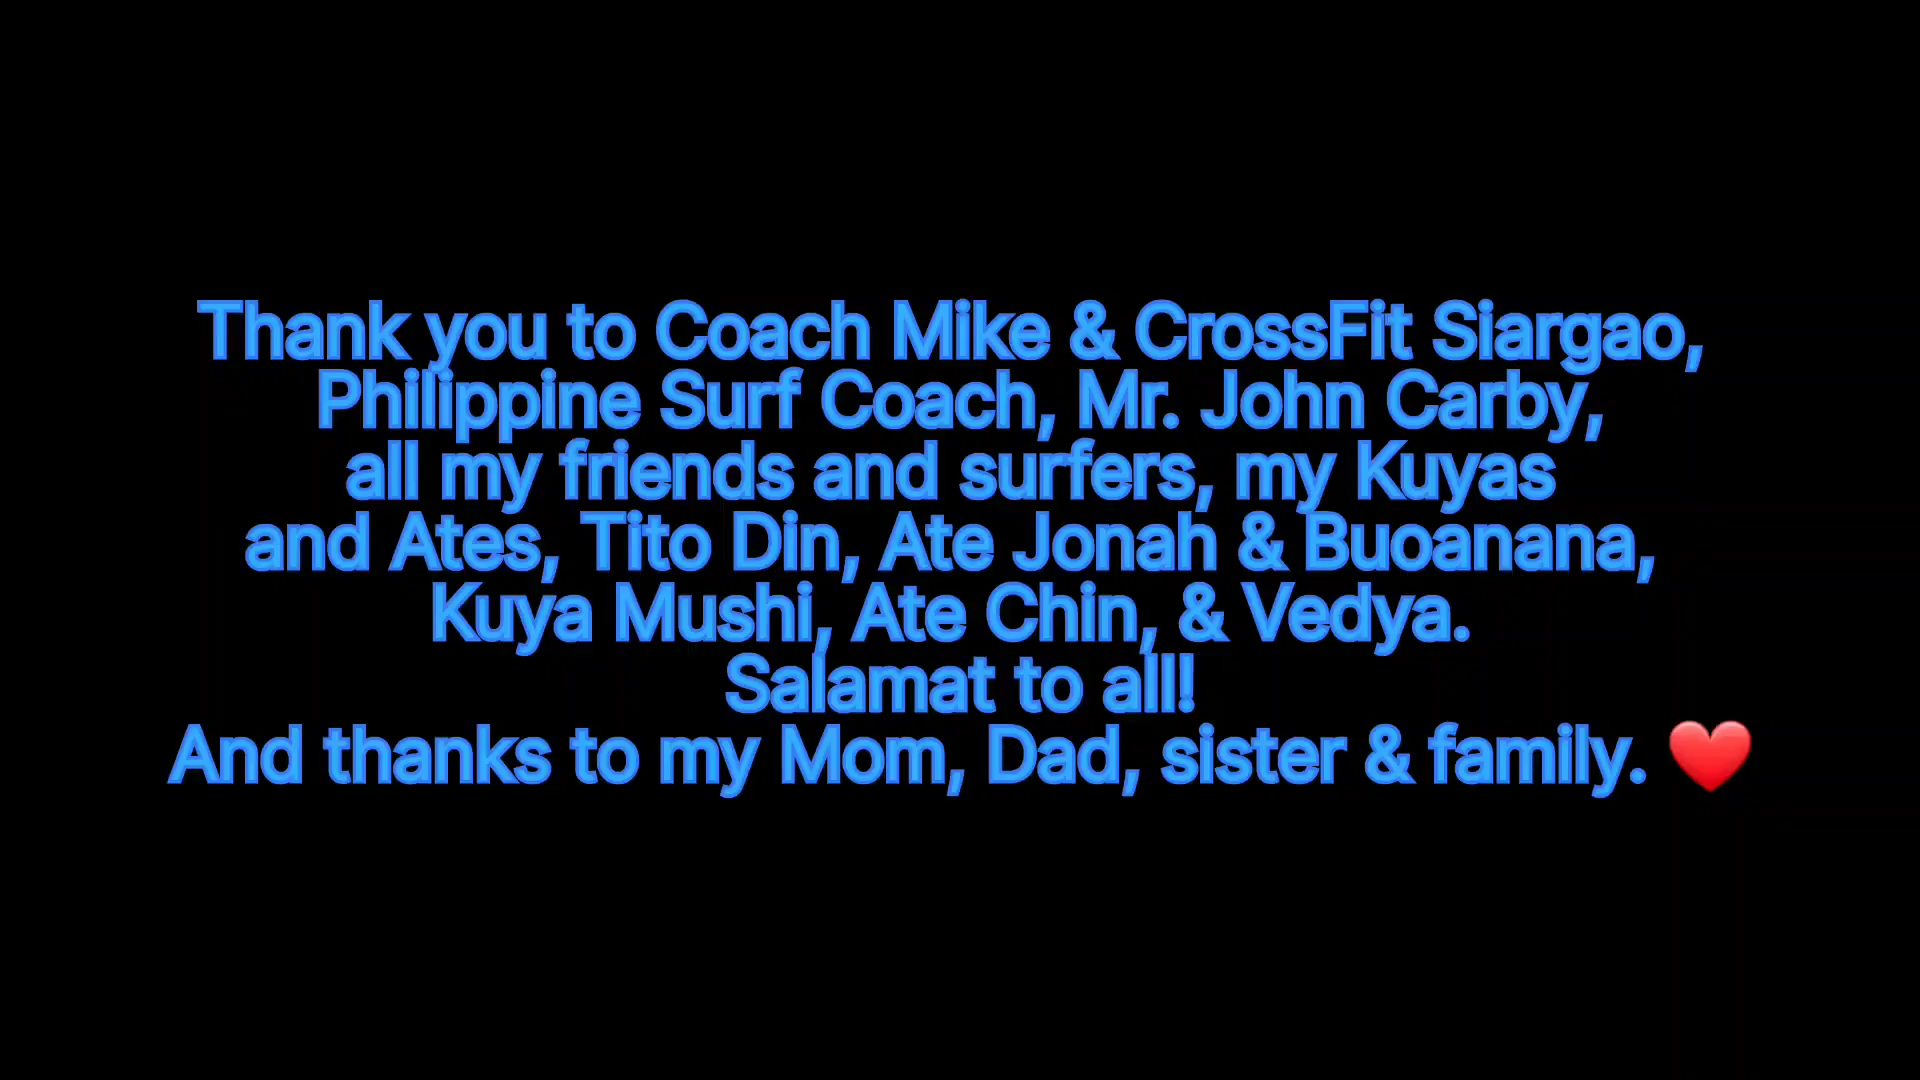 Thank you to Coach Mike & CrossFit Siargao,
Philippine Surf Coach, Mr. John Carby,
all my friends and surfers, my Kuyas
and Ates, Tito Din, Ate Jonah & Buoanana,
Kuya Mushi, Ate Chin, & Vedya.
Salamat to all!
And thanks to my Mom, Dad, sister & family. ❤️